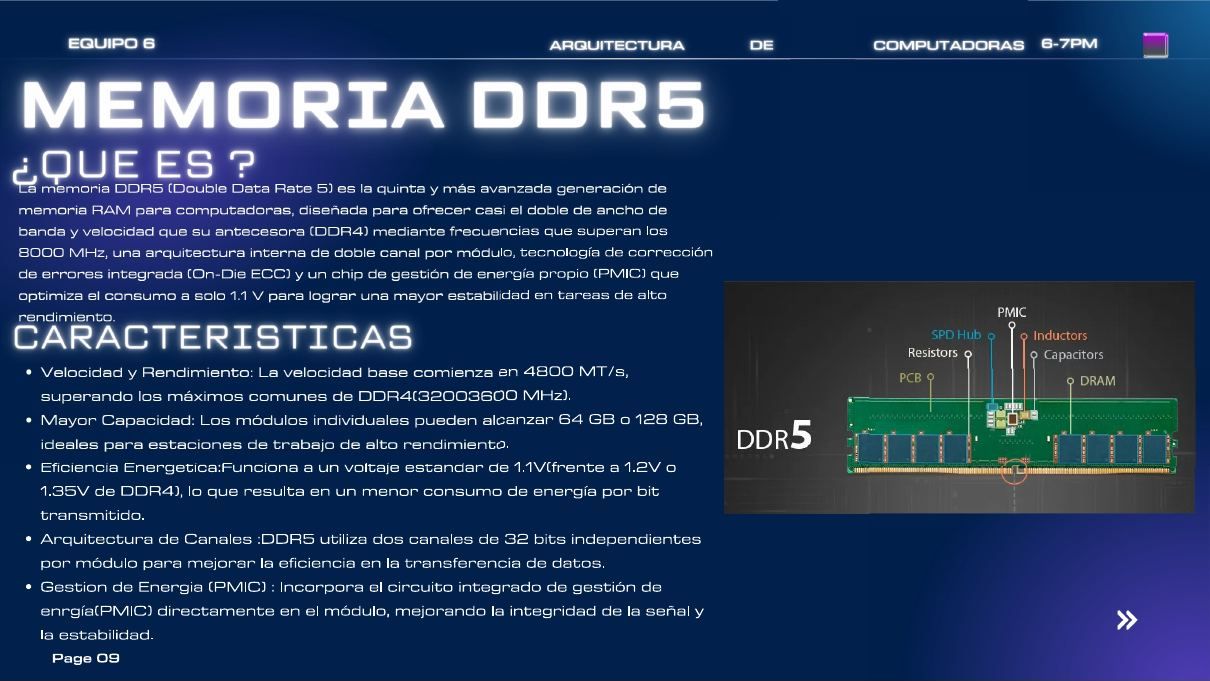 EQUIPO 6
ARQUITECTURA DE COMPUTADORAS 6-7PM
MEMORIA DDR5
¿QUE ES ?
La memoria DDR5 (Double Data Rate 5) es la quinta y más avanzada generación de
memoria RAM para computadoras, diseñada para ofrecer casi el doble de ancho de
banda y velocidad que su antecesora (DDR4) mediante frecuencias que superan los
8000 MHz, una arquitectura interna de doble canal por módulo, tecnología de corrección
de errores integrada (On-Die ECC) y un chip de gestión de energía propio (PMIC) que
optimiza el consumo a solo 1.1 V para lograr una mayor estabilidad en tareas de alto
rendimiento.
CARACTERISTICAS
• Velocidad y Rendimiento: La velocidad base comienza en 4800 MT/s,
superando los máximos comunes de DDR4(32003600 MHz).
• Mayor Capacidad: Los módulos individuales pueden alcanzar 64 GB o 128 GB,
ideales para estaciones de trabajo de alto rendimiento.
• Eficiencia Energetica:Funciona a un voltaje estandar de 1.1V(frente a 1.2V o
1.35V de DDR4), lo que resulta en un menor consumo de energía por bit
transmitido.
• Arquitectura de Canales :DDR5 utiliza dos canales de 32 bits independientes
por módulo para mejorar la eficiencia en la transferencia de datos.
• Gestion de Energia (PMIC) : Incorpora el circuito integrado de gestión de
enrgía(PMIC) directamente en el módulo, mejorando la integridad de la señal y
la estabilidad.
Page 09
PMIC
SPD Hub
Inductors
Resistors
Capacitors
PCB
DRAM
DDR5